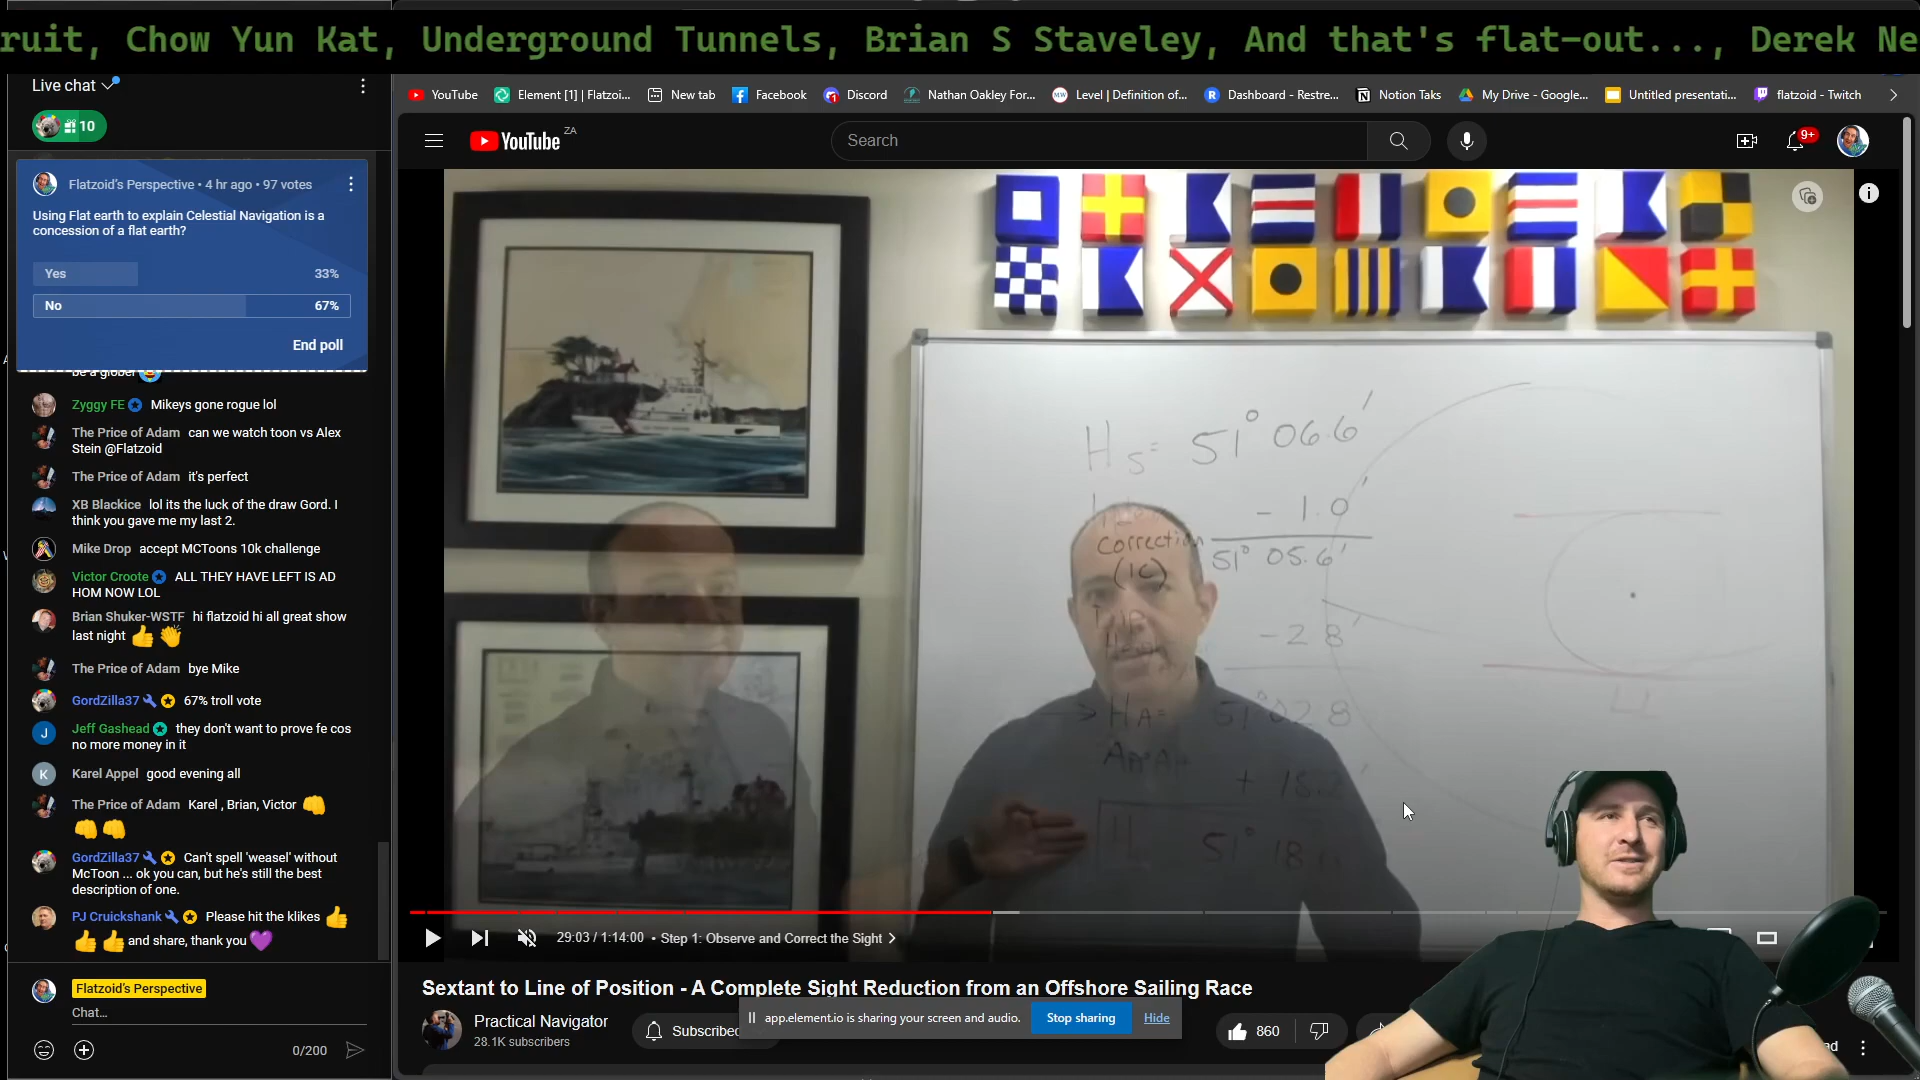 ruit, Chow Yun Kat, Underground Tunnels, Brian S Staveley, And that's flat-out..., Derek Ne
Live chat
10
Flatzoid's Perspective • 4 hr ago • 97 votes
Using Flat earth to explain Celestial Navigation is a
concession of a flat earth?
Yes 33%
No 67%
End poll
be a glober
Zyggy FE Mikeys gone rogue lol
The Price of Adam can we watch toon vs Alex
Stein @Flatzoid
The Price of Adam it's perfect
XB Blackice lol its the luck of the draw Gord. I
think you gave me my last 2.
Mike Drop accept MCToons 10k challenge
Victor Croote ALL THEY HAVE LEFT IS AD
HOM NOW LOL
Brian Shuker-WSTF hi flatzoid hi all great show
last night 👍 👏
The Price of Adam bye Mike
GordZilla37 67% troll vote
Jeff Gashead they don't want to prove fe cos
no more money in it
Karel Appel good evening all
The Price of Adam Karel , Brian, Victor 👊
👊 👊
GordZilla37 Can't spell 'weasel' without
McToon ... ok you can, but he's still the best
description of one.
PJ Cruickshank Please hit the klikes 👍
👍 👍 and share, thank you 💜
Flatzoid's Perspective
Chat...
0/200
YouTube Element [1] | Flatzoi... New tab Facebook Discord Nathan Oakley For... Level | Definition of... Dashboard - Restre... Notion Taks My Drive - Google... Untitled presentati... flatzoid - Twitch
YouTube ZA
Search
9+
Hs = 51° 06.6'
- 1.0'
Correction 51° 05.6'
(IC)
- 2.8'
→ HA= 51° 02.8
+ 15.2'
51° 18
29:03 / 1:14:00 • Step 1: Observe and Correct the Sight >
Sextant to Line of Position - A Complete Sight Reduction from an Offshore Sailing Race
Practical Navigator
28.1K subscribers
Subscribed
app.element.io is sharing your screen and audio. Stop sharing Hide
860